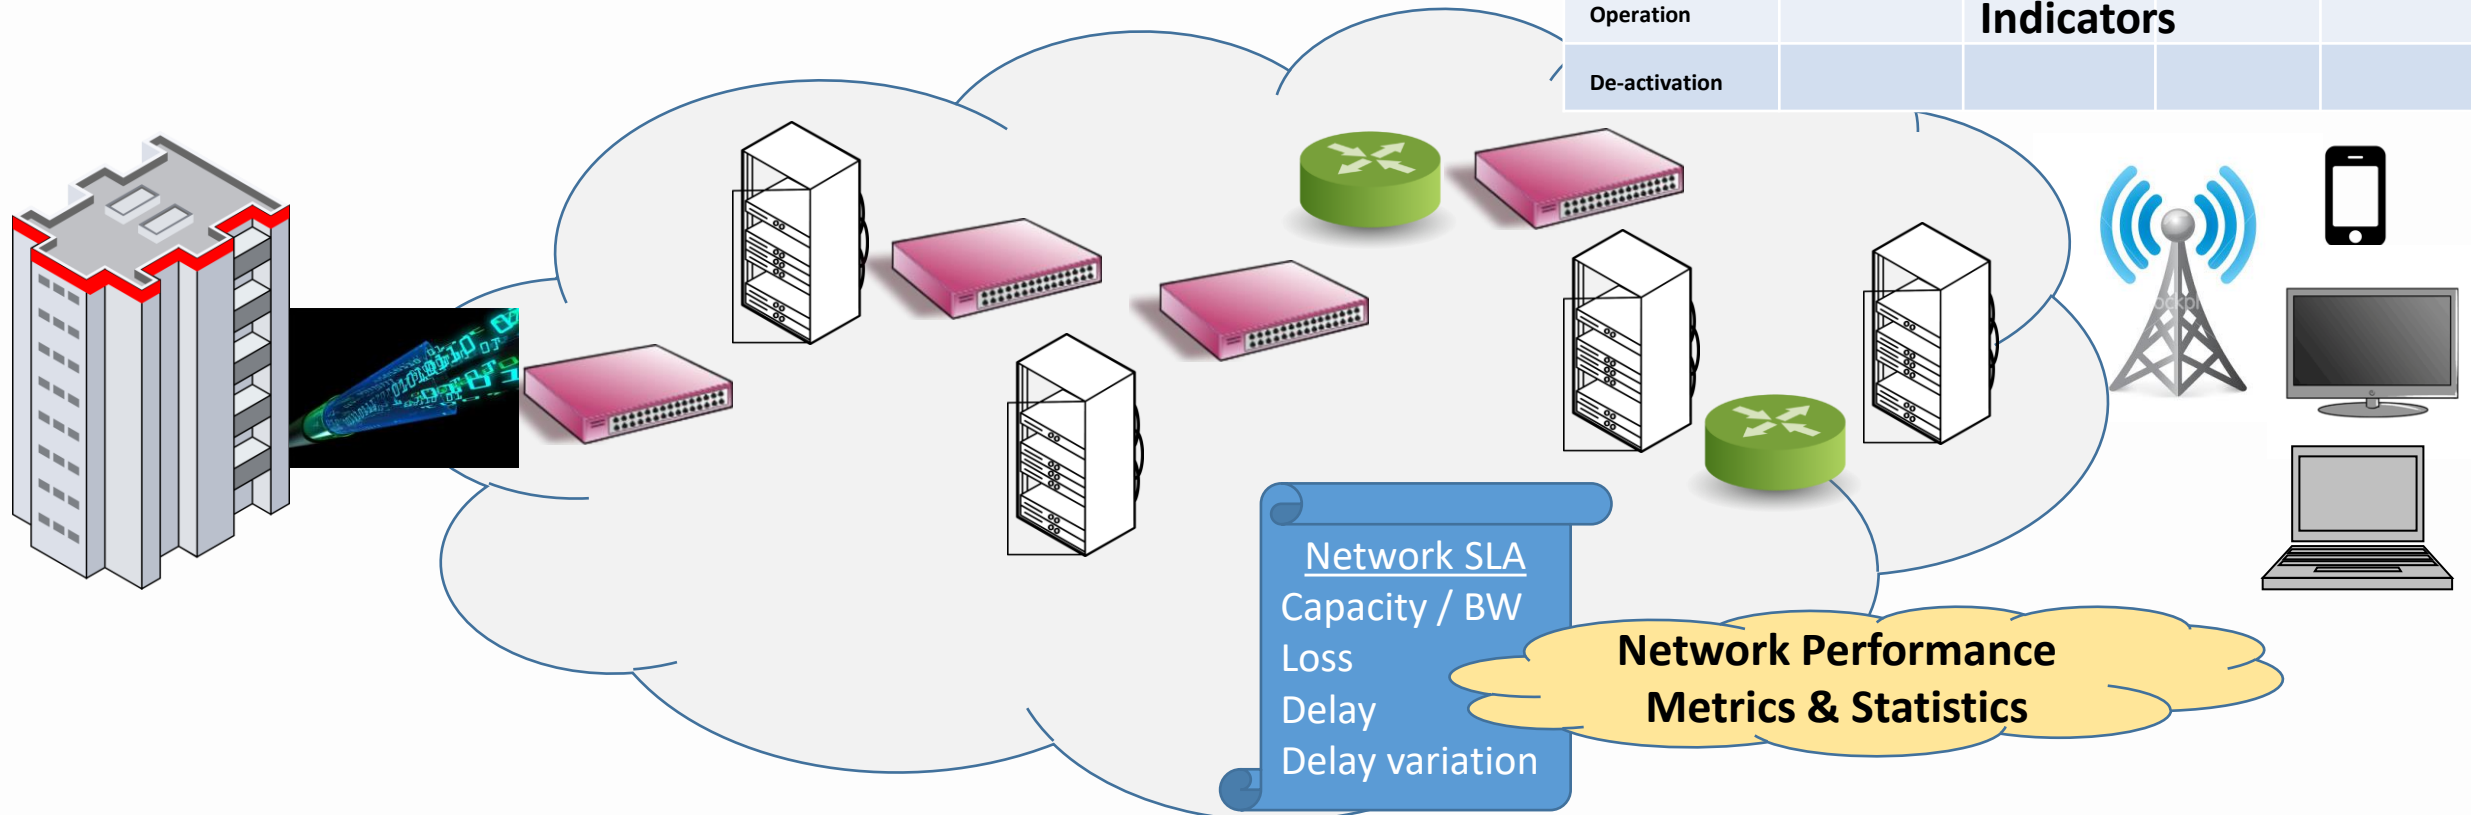 Operation
Indicators
De-activation
Network SLA
Capacity / BW
Loss
Delay
Delay variation
Network Performance
Metrics & Statistics